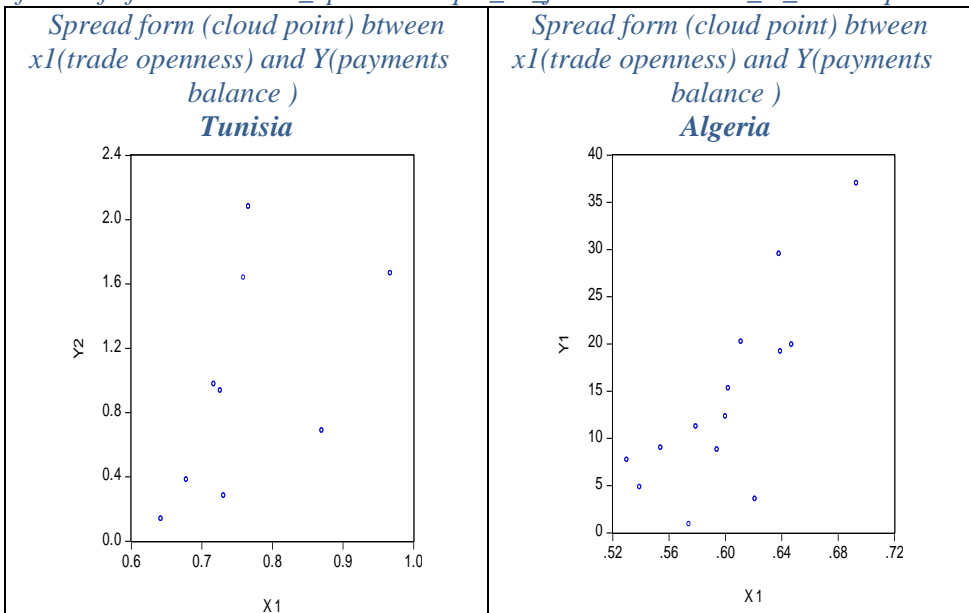 Spread form (cloud point) btween
x1(trade openness) and Y(payments
balance )
Tunisia
2.4
2.0
1.6
1.2
0.8
0.4
0.0
Y2
0.6 0.7 0.8 0.9 1.0
X1
Spread form (cloud point) btween
x1(trade openness) and Y(payments
balance )
Algeria
40
35
30
25
20
15
10
5
0
Y1
.52 .56 .60 .64 .68 .72
X1